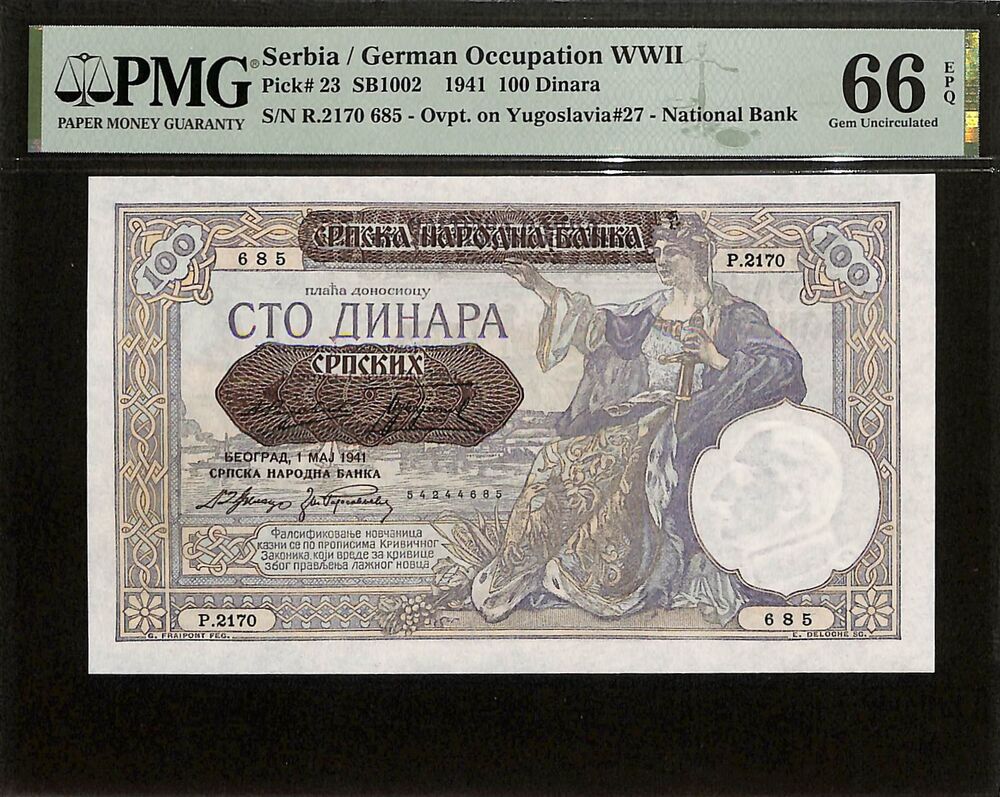 PMG®
PAPER MONEY GUARANTY
Serbia / German Occupation WWII
Pick# 23 SB1002 1941 100 Dinara
S/N R.2170 685 - Ovpt. on Yugoslavia#27 - National Bank
66 EPQ
Gem Uncirculated
100
СРПСКА НАРОДНА БАНКА
100
685
Р.2170
плаћа доносиоцу
СТО ДИНАРА
СРПСКИХ
БЕОГРАД, 1 МАЈ 1941
СРПСКА НАРОДНА БАНКА
54244685
Фалсификовање новчаница
казни се по прописима Кривичног
Законика, који вреде за кривице
због прављења лажног новца
Р.2170
685
G. FRAIPONT FEC.
E. DELOCHE SC.